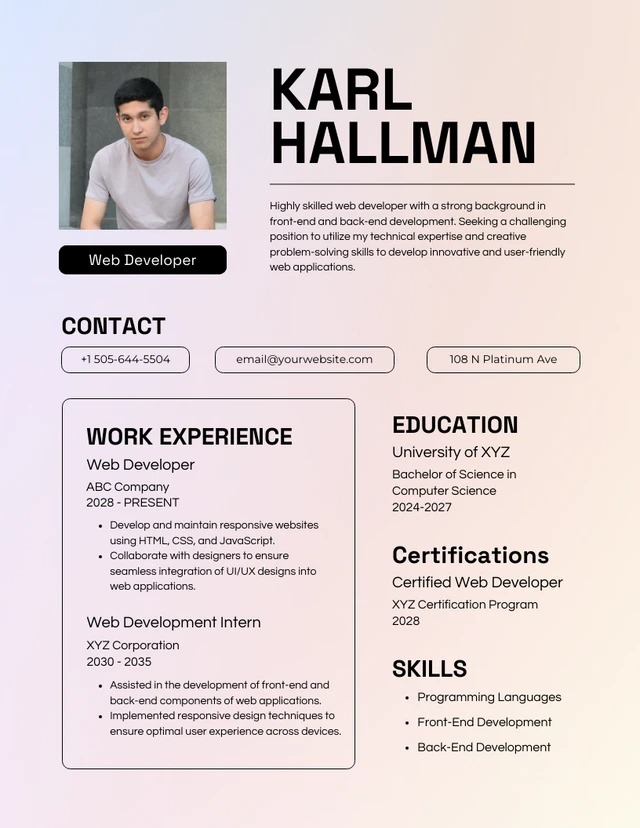 KARL
HALLMAN
Highly skilled web developer with a strong background in
front-end and back-end development. Seeking a challenging
position to utilize my technical expertise and creative
problem-solving skills to develop innovative and user-friendly
web applications.
Web Developer
CONTACT
+1 505-644-5504
email@yourwebsite.com
108 N Platinum Ave
WORK EXPERIENCE
Web Developer
ABC Company
2028 - PRESENT
• Develop and maintain responsive websites
using HTML, CSS, and JavaScript.
• Collaborate with designers to ensure
seamless integration of UI/UX designs into
web applications.
Web Development Intern
XYZ Corporation
2030 - 2035
• Assisted in the development of front-end and
back-end components of web applications.
• Implemented responsive design techniques to
ensure optimal user experience across devices.
EDUCATION
University of XYZ
Bachelor of Science in
Computer Science
2024-2027
Certifications
Certified Web Developer
XYZ Certification Program
2028
SKILLS
• Programming Languages
• Front-End Development
• Back-End Development